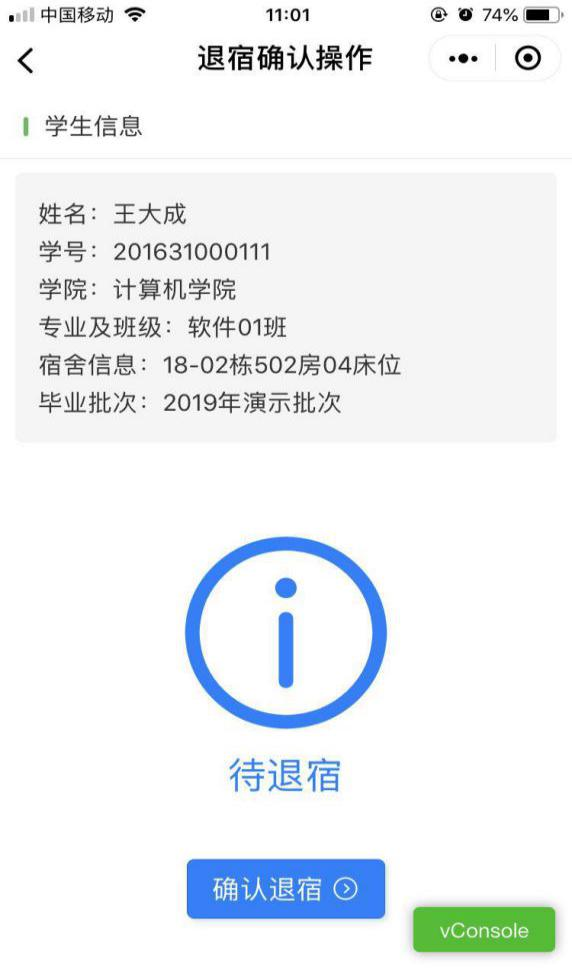 中国移动 11:01 74%
退宿确认操作
学生信息
姓名：王大成
学号：201631000111
学院：计算机学院
专业及班级：软件01班
宿舍信息：18-02栋502房04床位
毕业批次：2019年演示批次
待退宿
确认退宿
vConsole